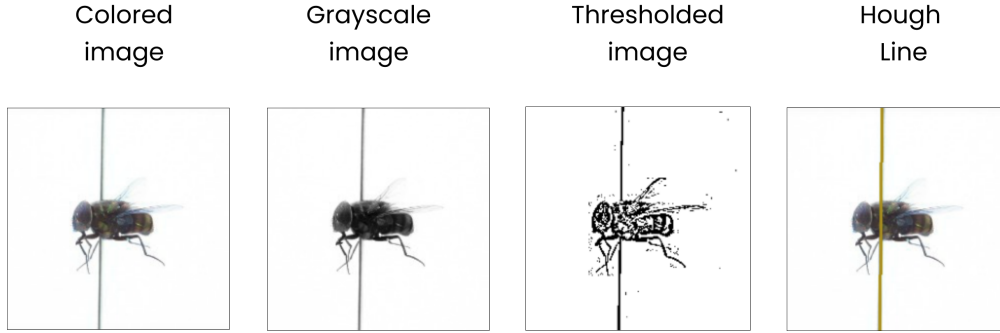 Colored
image
Grayscale
image
Thresholded
image
Hough
Line